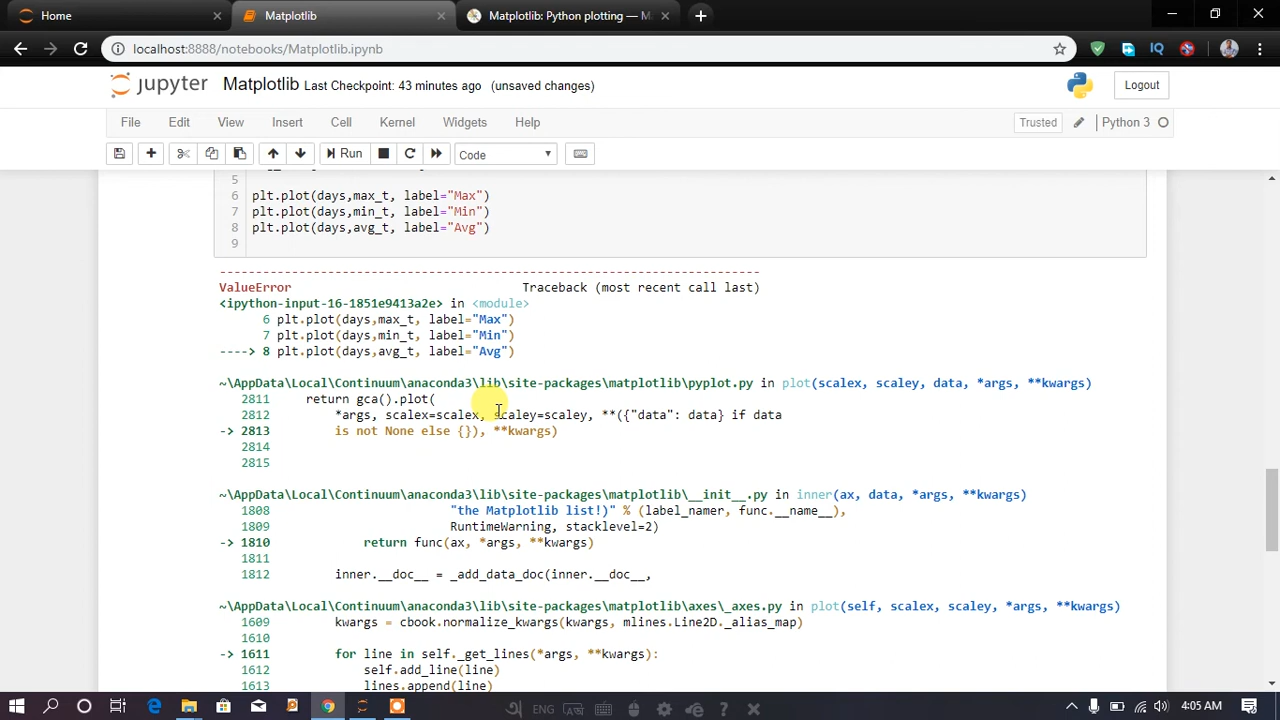 Home
Matplotlib
Matplotlib: Python plotting — Ma
localhost:8888/notebooks/Matplotlib.ipynb
IQ
jupyter Matplotlib Last Checkpoint: 43 minutes ago (unsaved changes)
Logout
File Edit View Insert Cell Kernel Widgets Help
Trusted Python 3
Run Code
5
6 plt.plot(days,max_t, label="Max")
7 plt.plot(days,min_t, label="Min")
8 plt.plot(days,avg_t, label="Avg")
9
---------------------------------------------------------------------------
ValueError Traceback (most recent call last)
<ipython-input-16-1851e9413a2e> in <module>
6 plt.plot(days,max_t, label="Max")
7 plt.plot(days,min_t, label="Min")
----> 8 plt.plot(days,avg_t, label="Avg")
~\AppData\Local\Continuum\anaconda3\lib\site-packages\matplotlib\pyplot.py in plot(scalex, scaley, data, *args, **kwargs)
2811 return gca().plot(
2812 *args, scalex=scalex, scaley=scaley, **({"data": data} if data
-> 2813 is not None else {}), **kwargs)
2814
2815
~\AppData\Local\Continuum\anaconda3\lib\site-packages\matplotlib\__init__.py in inner(ax, data, *args, **kwargs)
1808 "the Matplotlib list!)" % (label_namer, func.__name__),
1809 RuntimeWarning, stacklevel=2)
-> 1810 return func(ax, *args, **kwargs)
1811
1812 inner.__doc__ = _add_data_doc(inner.__doc__,
~\AppData\Local\Continuum\anaconda3\lib\site-packages\matplotlib\axes\_axes.py in plot(self, scalex, scaley, *args, **kwargs)
1609 kwargs = cbook.normalize_kwargs(kwargs, mlines.Line2D._alias_map)
1610
-> 1611 for line in self._get_lines(*args, **kwargs):
1612 self.add_line(line)
1613 lines.append(line)
ENG
4:05 AM